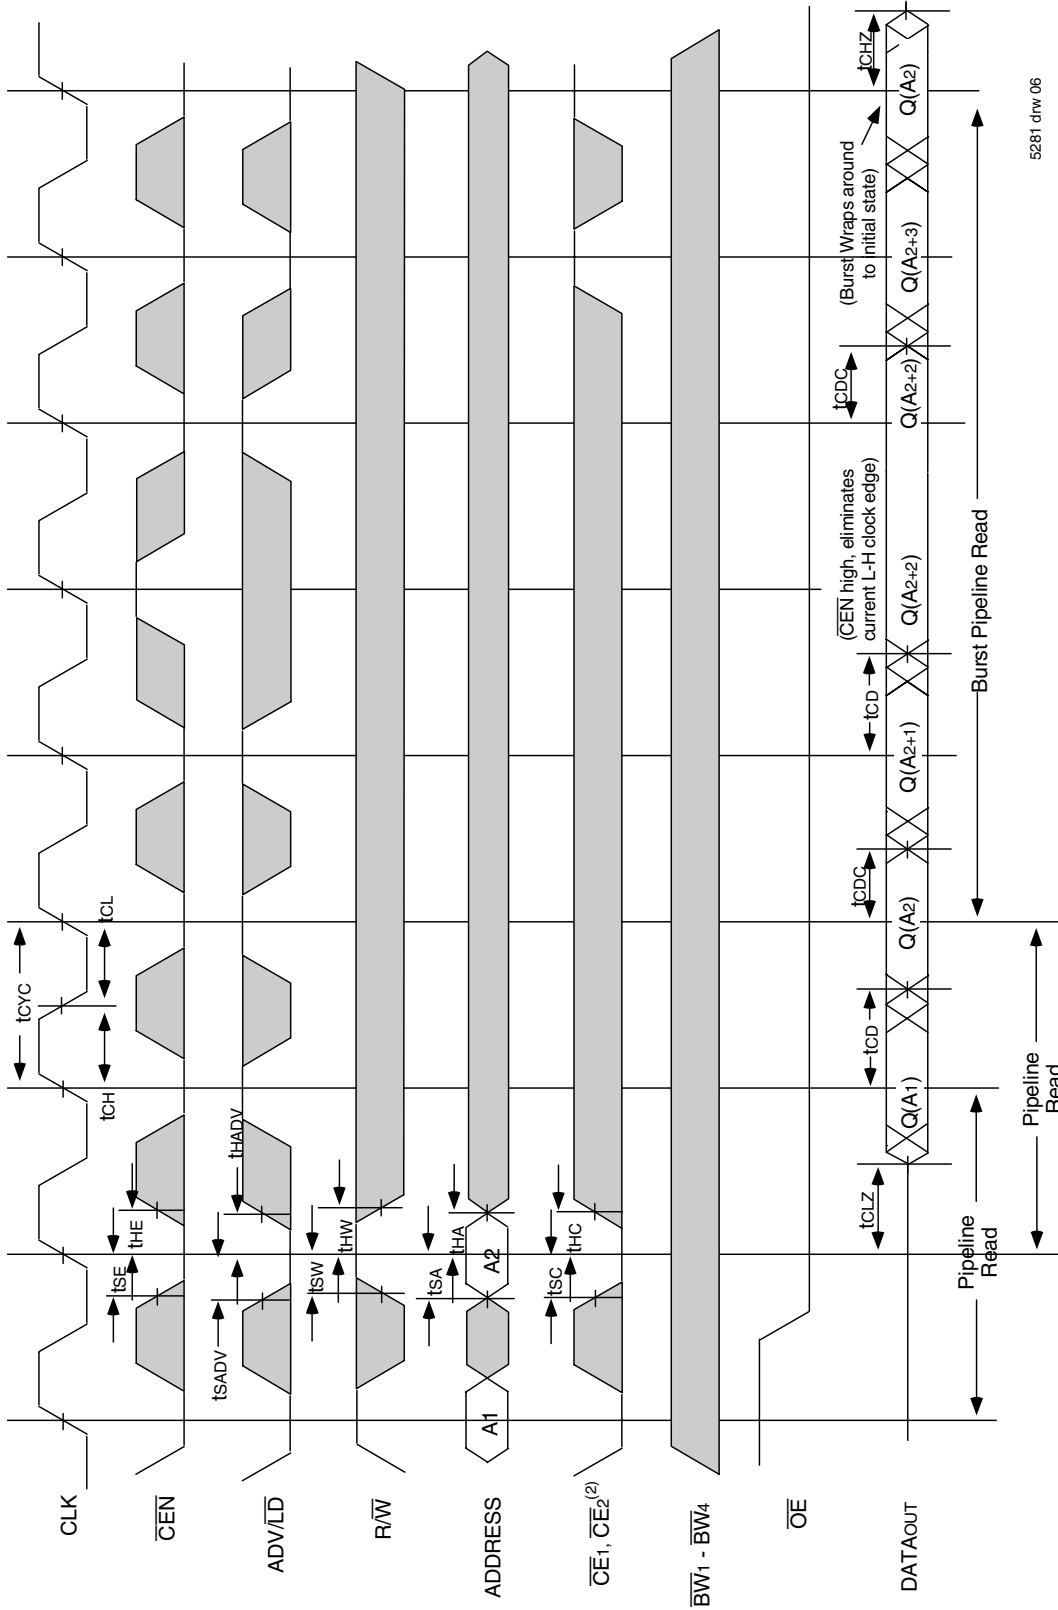 CLK
tCYC
tCH
tCL
CEN
tSE
tHE
ADV/LD
tSADV
tHADV
R/W
tSW
tHW
ADDRESS
A1
A2
tSA
tHA
CE1, CE2(2)
tSC
tHC
BW1 - BW4
OE
(CEN high, eliminates
current L-H clock edge)
(Burst Wraps around
to initial state)
DATAOUT
tCLZ
tCD
tCDC
tCD
tCDC
tCHZ
Q(A1)
Q(A2)
Q(A2+1)
Q(A2+2)
Q(A2+2)
Q(A2+3)
Q(A2)
Pipeline
Read
Pipeline
Read
Burst Pipeline Read
5281 drw 06